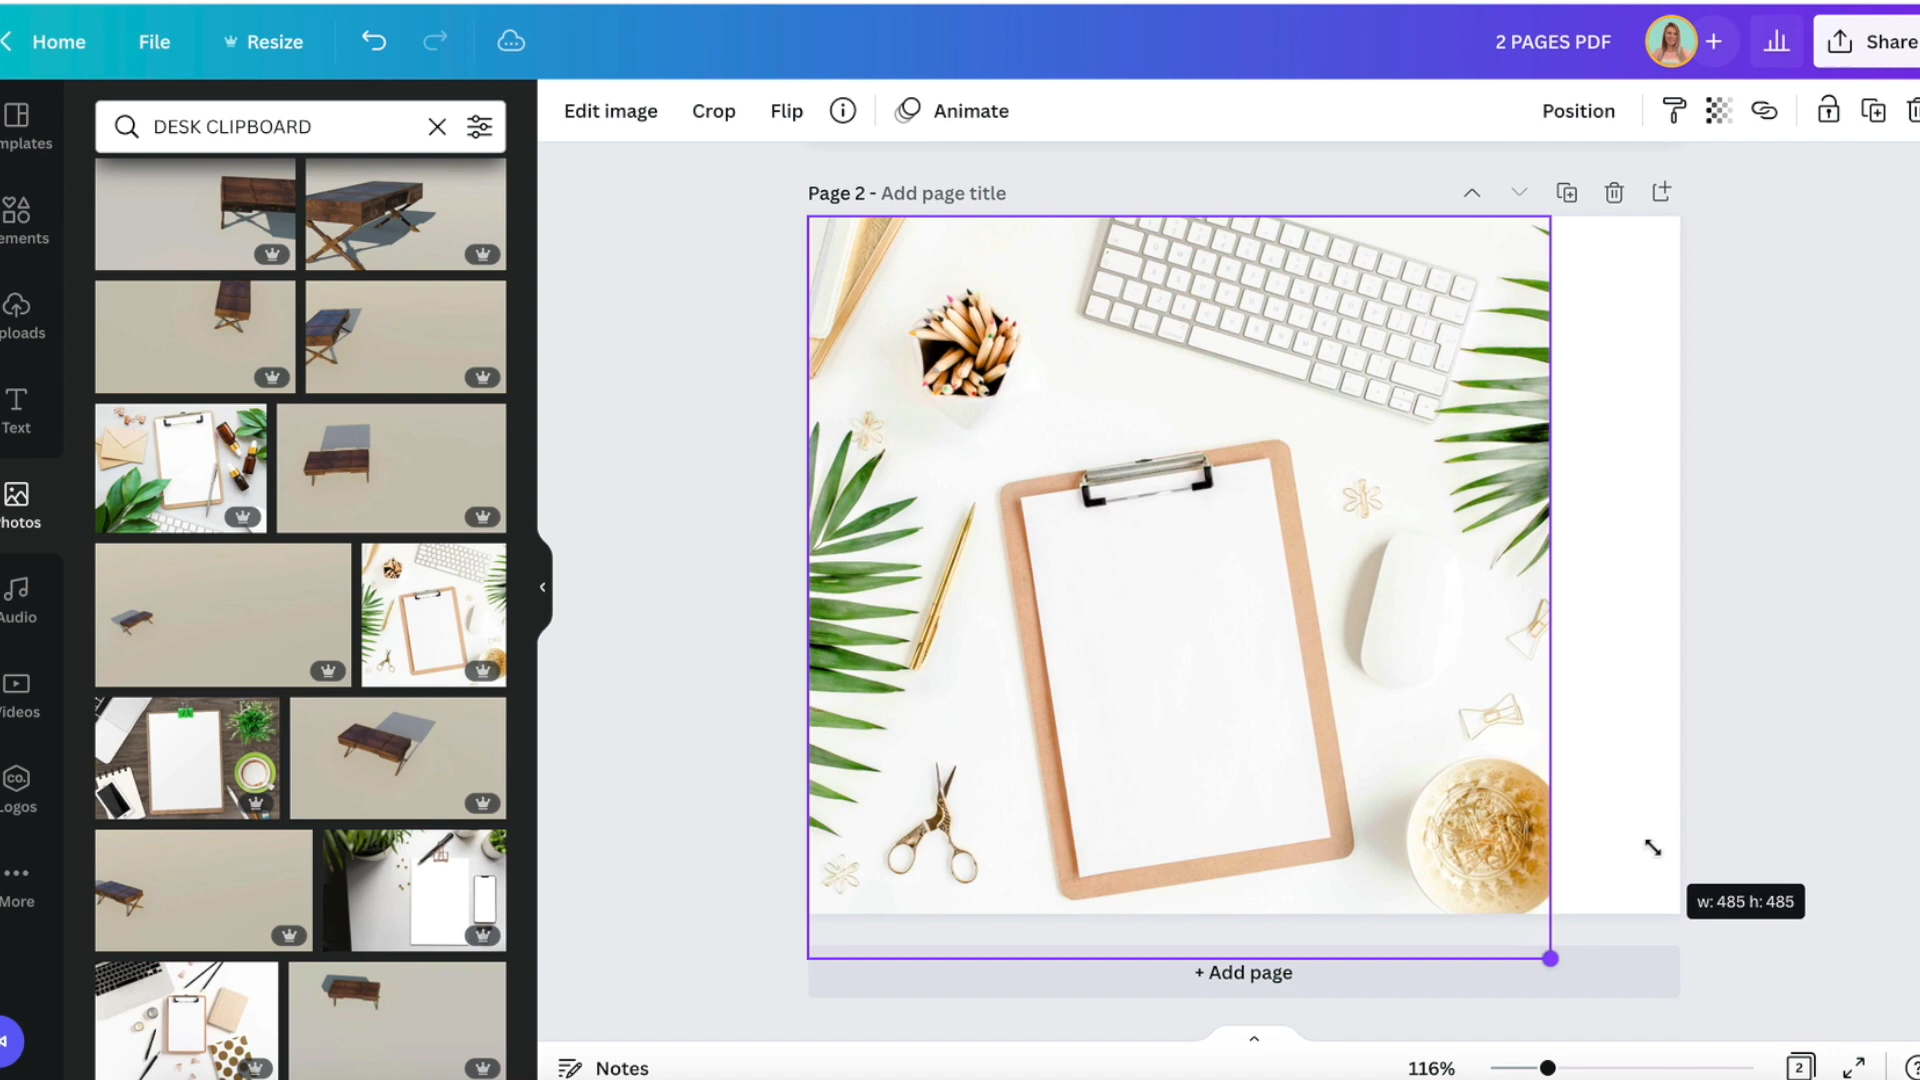 Home
File
Resize
2 PAGES PDF
Share
mplates
ements
ploads
Text
hotos
Audio
Videos
co.
Logos
More
DESK CLIPBOARD
Edit image
Crop
Flip
Animate
Position
Page 2 - Add page title
w: 485 h: 485
+ Add page
Notes
116%
2